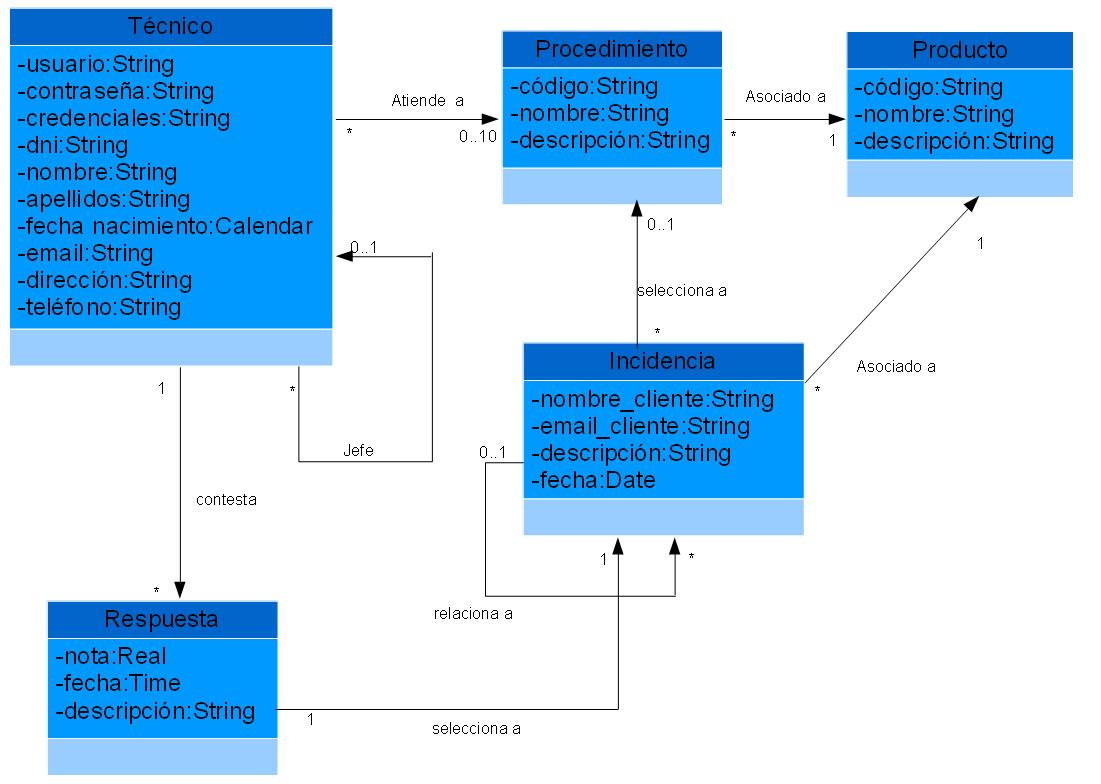 Técnico
-usuario:String
-contraseña:String
-credenciales:String
-dni:String
-nombre:String
-apellidos:String
-fecha nacimiento:Calendar
-email:String
-dirección:String
-teléfono:String
Atiende a
*
0..10
Procedimiento
-código:String
-nombre:String
-descripción:String
Asociado a
*
1
Producto
-código:String
-nombre:String
-descripción:String
0..1
*
Jefe
0..1
selecciona a
*
1
Asociado a
*
Incidencia
-nombre_cliente:String
-email_cliente:String
-descripción:String
-fecha:Date
0..1
*
relaciona a
1
contesta
*
Respuesta
-nota:Real
-fecha:Time
-descripción:String
1
selecciona a
1